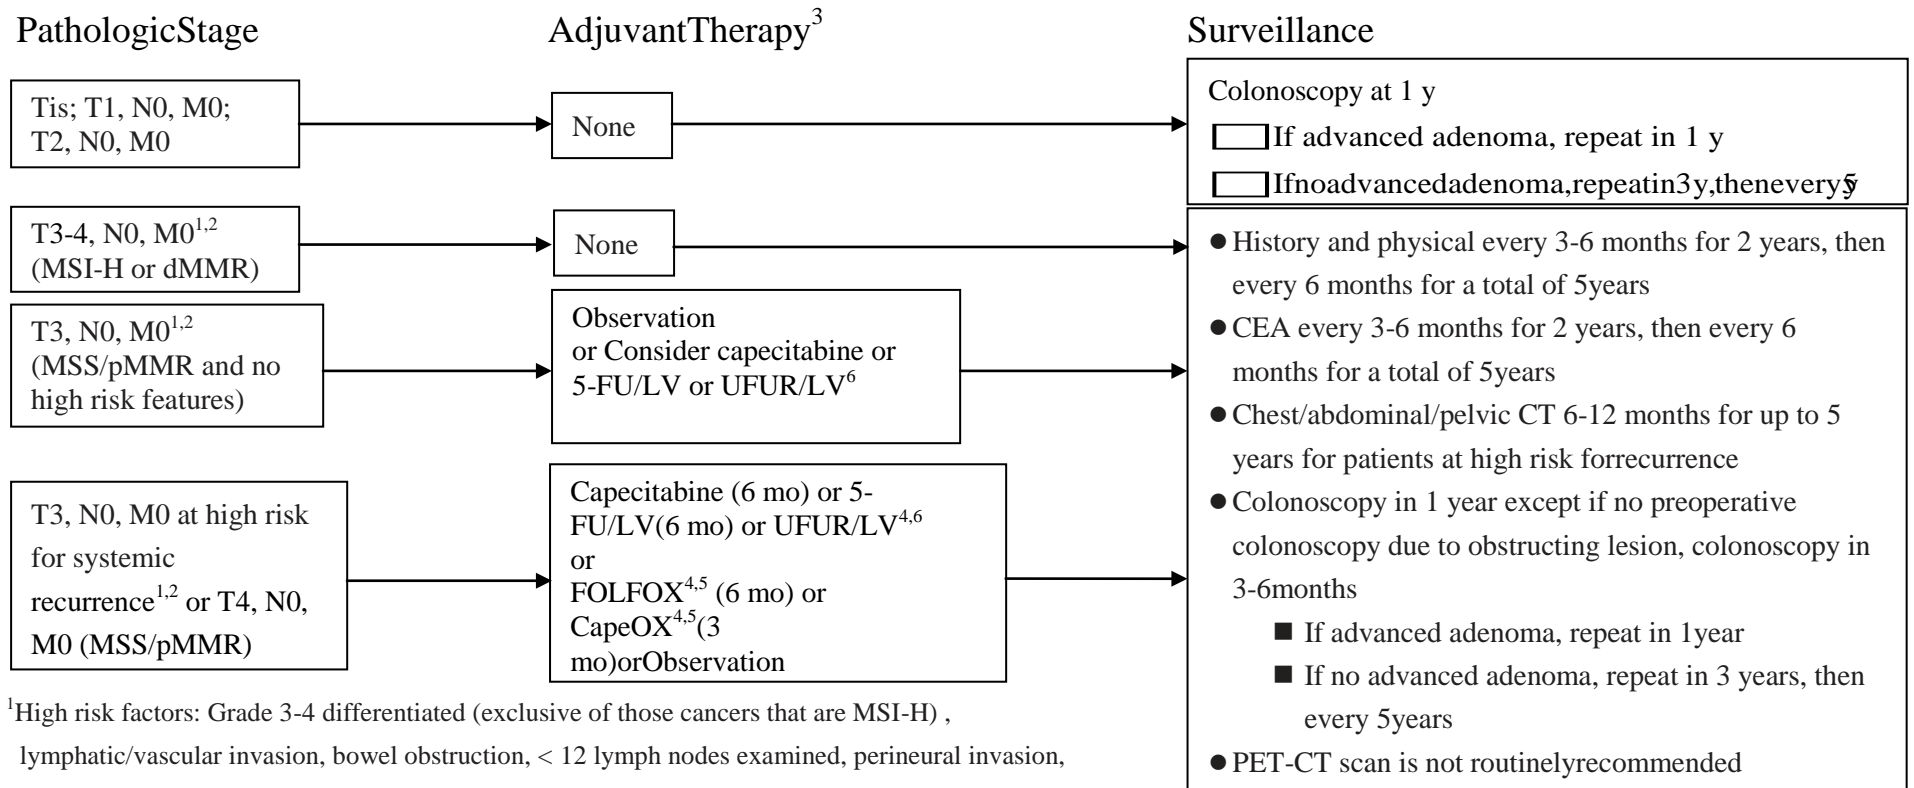 PathologicStage
AdjuvantTherapy³
Surveillance
Tis; T1, N0, M0;
T2, N0, M0
None
Colonoscopy at 1 y
If advanced adenoma, repeat in 1 y
Ifnoadvancedadenoma,repeatin3y,thenevery5y
T3-4, N0, M0¹,²
(MSI-H or dMMR)
None
T3, N0, M0¹,²
(MSS/pMMR and no
high risk features)
Observation
or Consider capecitabine or
5-FU/LV or UFUR/LV⁶
T3, N0, M0 at high risk
for systemic
recurrence¹,² or T4, N0,
M0 (MSS/pMMR)
Capecitabine (6 mo) or 5-
FU/LV(6 mo) or UFUR/LV⁴,⁶
or
FOLFOX⁴,⁵ (6 mo) or
CapeOX⁴,⁵(3
mo)orObservation
● History and physical every 3-6 months for 2 years, then
every 6 months for a total of 5years
● CEA every 3-6 months for 2 years, then every 6
months for a total of 5years
● Chest/abdominal/pelvic CT 6-12 months for up to 5
years for patients at high risk forrecurrence
● Colonoscopy in 1 year except if no preoperative
colonoscopy due to obstructing lesion, colonoscopy in
3-6months
■ If advanced adenoma, repeat in 1year
■ If no advanced adenoma, repeat in 3 years, then
every 5years
● PET-CT scan is not routinelyrecommended
¹High risk factors: Grade 3-4 differentiated (exclusive of those cancers that are MSI-H) ,
lymphatic/vascular invasion, bowel obstruction, < 12 lymph nodes examined, perineural invasion,